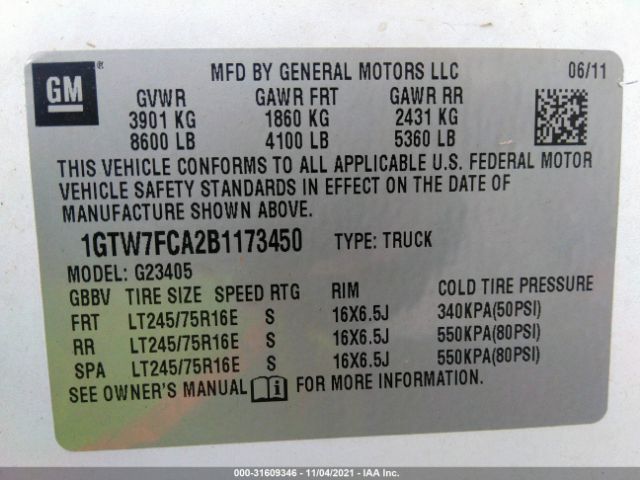 GM ®
MFD BY GENERAL MOTORS LLC 06/11
GVWR GAWR FRT GAWR RR
3901 KG 1860 KG 2431 KG
8600 LB 4100 LB 5360 LB
THIS VEHICLE CONFORMS TO ALL APPLICABLE U.S. FEDERAL MOTOR
VEHICLE SAFETY STANDARDS IN EFFECT ON THE DATE OF
MANUFACTURE SHOWN ABOVE.
1GTW7FCA2B1173450 TYPE: TRUCK
MODEL: G23405
GBBV TIRE SIZE SPEED RTG RIM COLD TIRE PRESSURE
FRT LT245/75R16E S 16X6.5J 340KPA(50PSI)
RR LT245/75R16E S 16X6.5J 550KPA(80PSI)
SPA LT245/75R16E S 16X6.5J 550KPA(80PSI)
SEE OWNER'S MANUAL i FOR MORE INFORMATION.
000-31609346 - 11/04/2021 - IAA Inc.